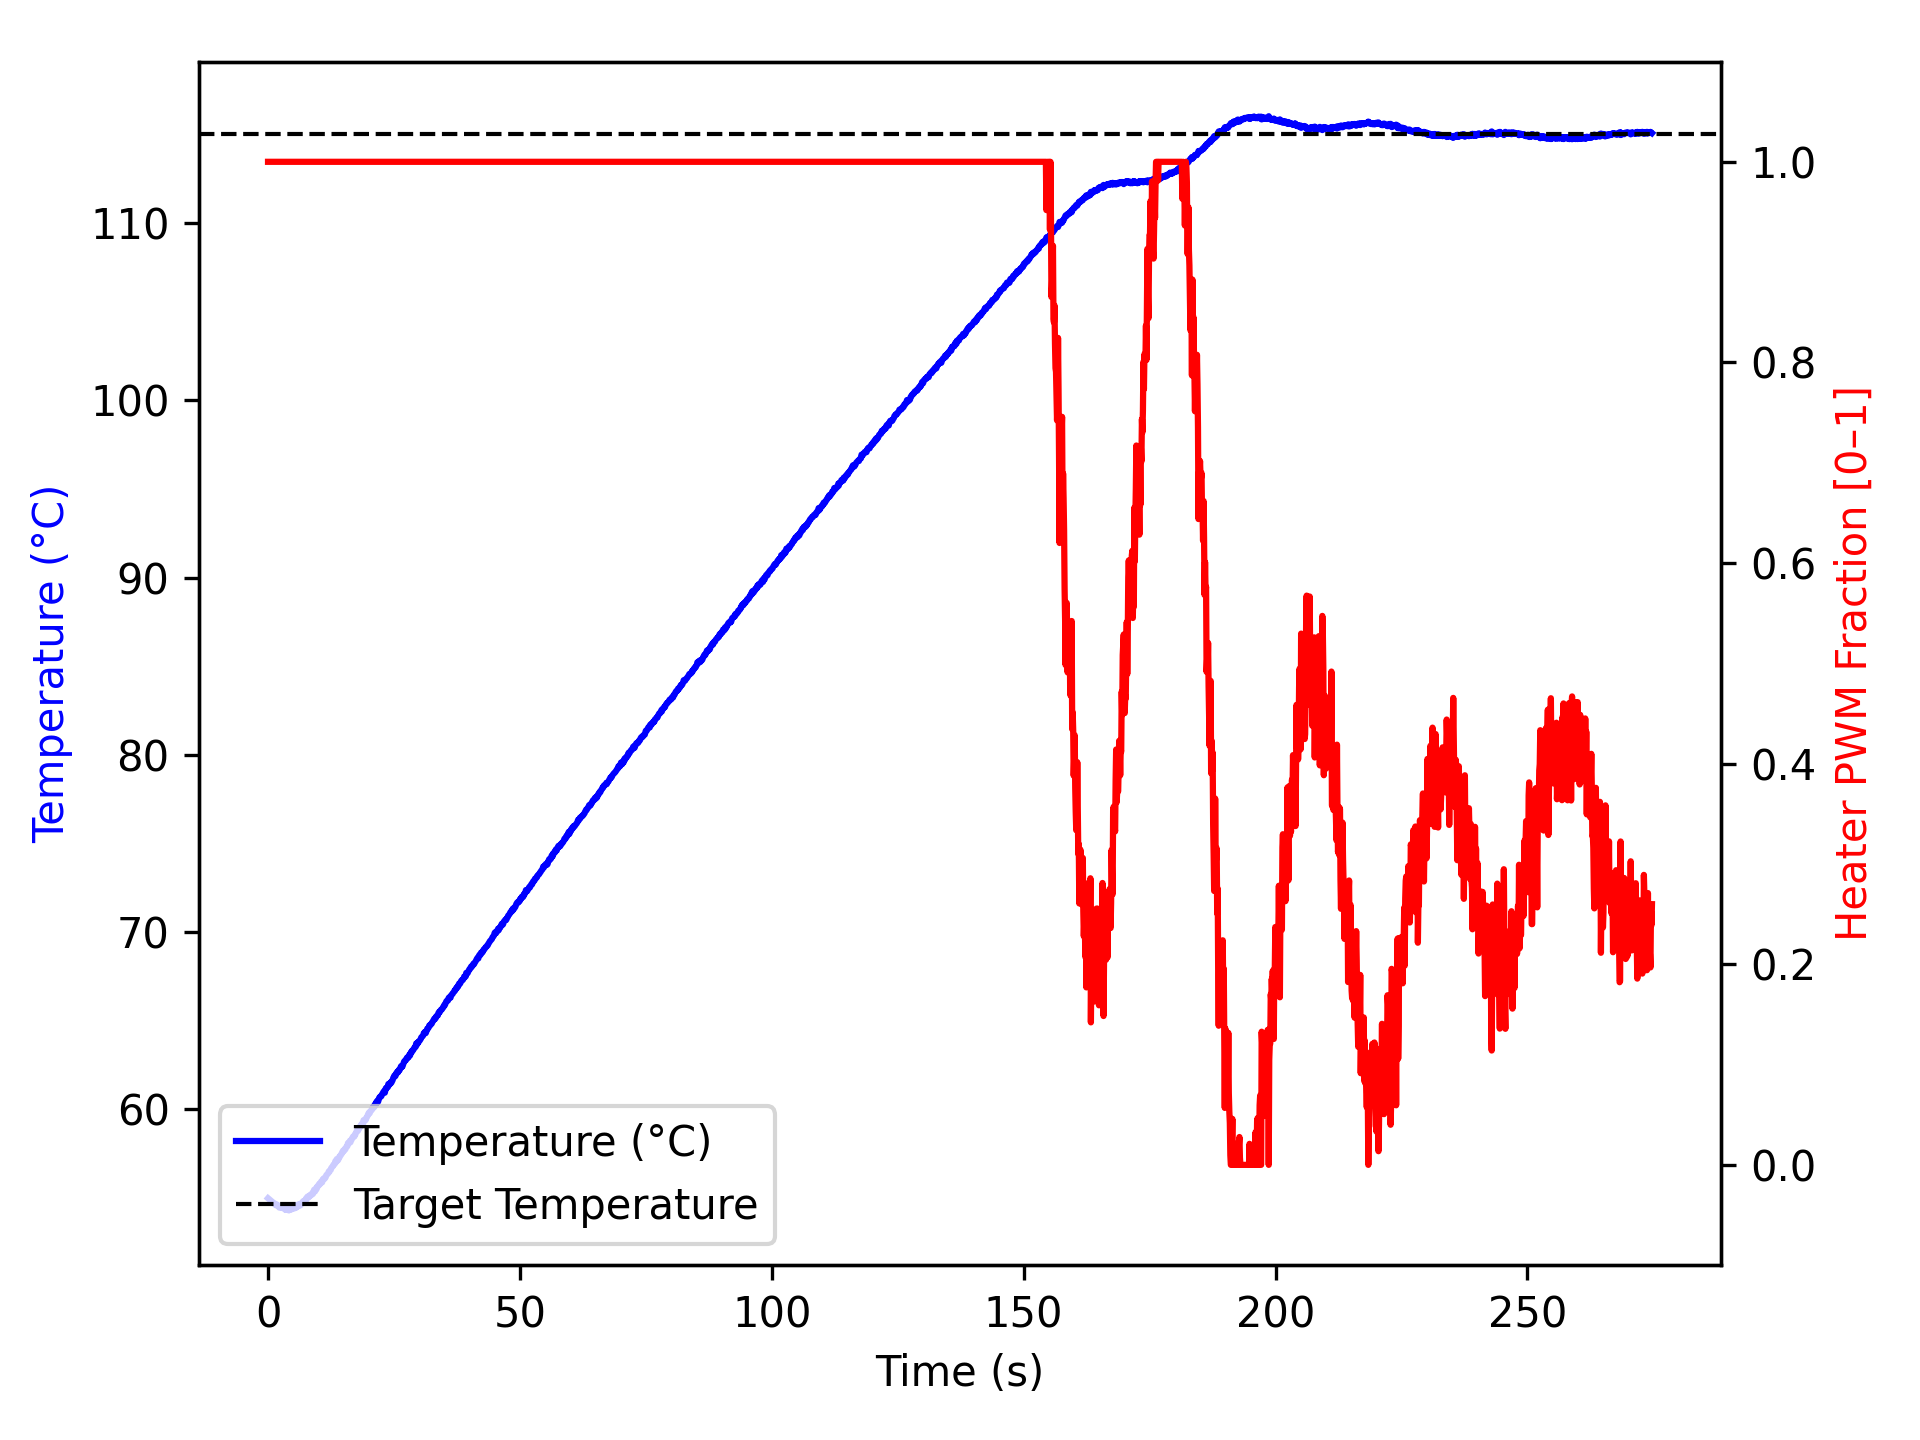 110
100
90
80
70
60
Temperature (°C)
1.0
0.8
0.6
0.4
0.2
0.0
Heater PWM Fraction [0–1]
Temperature (°C)
Target Temperature
0 50 100 150 200 250
Time (s)